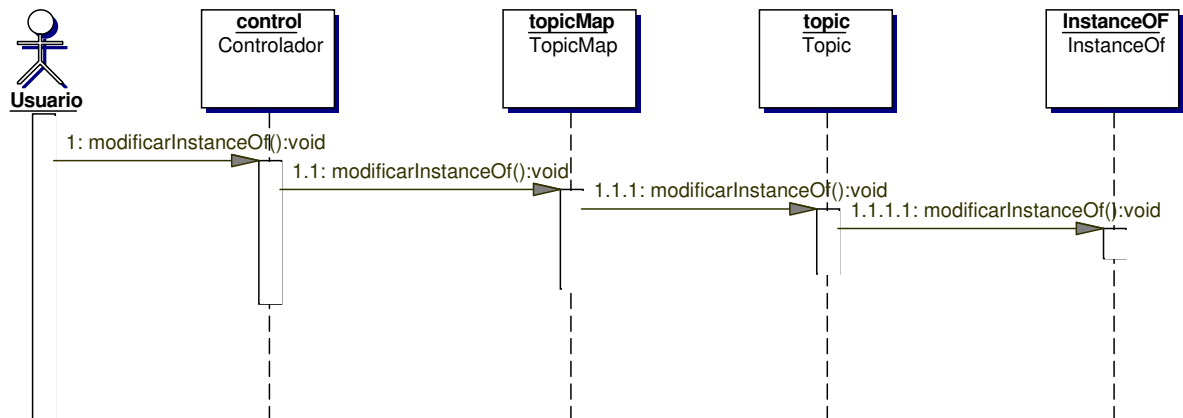 control
Controlador
topicMap
TopicMap
topic
Topic
InstanceOF
InstanceOf
Usuario
1: modificarInstanceOf():void
1.1: modificarInstanceOf():void
1.1.1: modificarInstanceOf():void
1.1.1.1: modificarInstanceOf():void